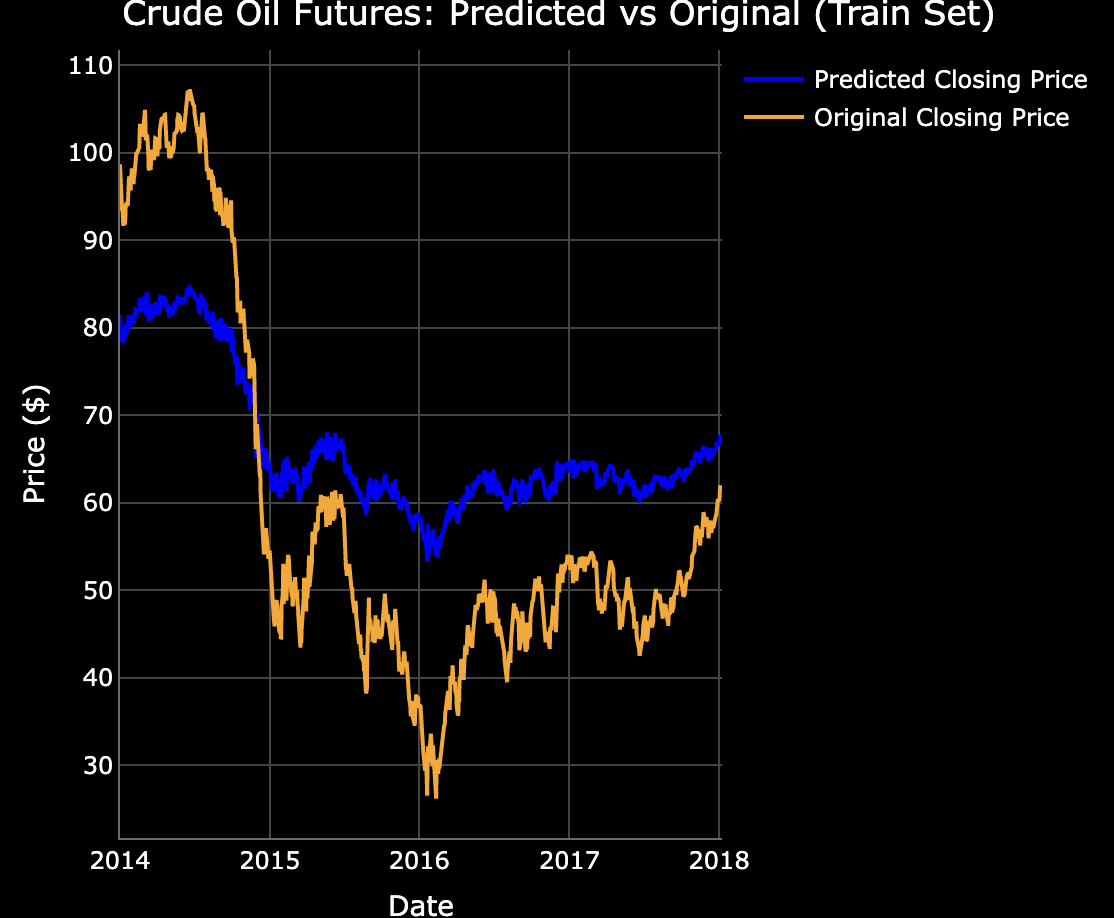 Crude Oil Futures: Predicted vs Original (Train Set)
Predicted Closing Price
Original Closing Price
Price ($)
110
100
90
80
70
60
50
40
30
2014
2015
2016
2017
2018
Date